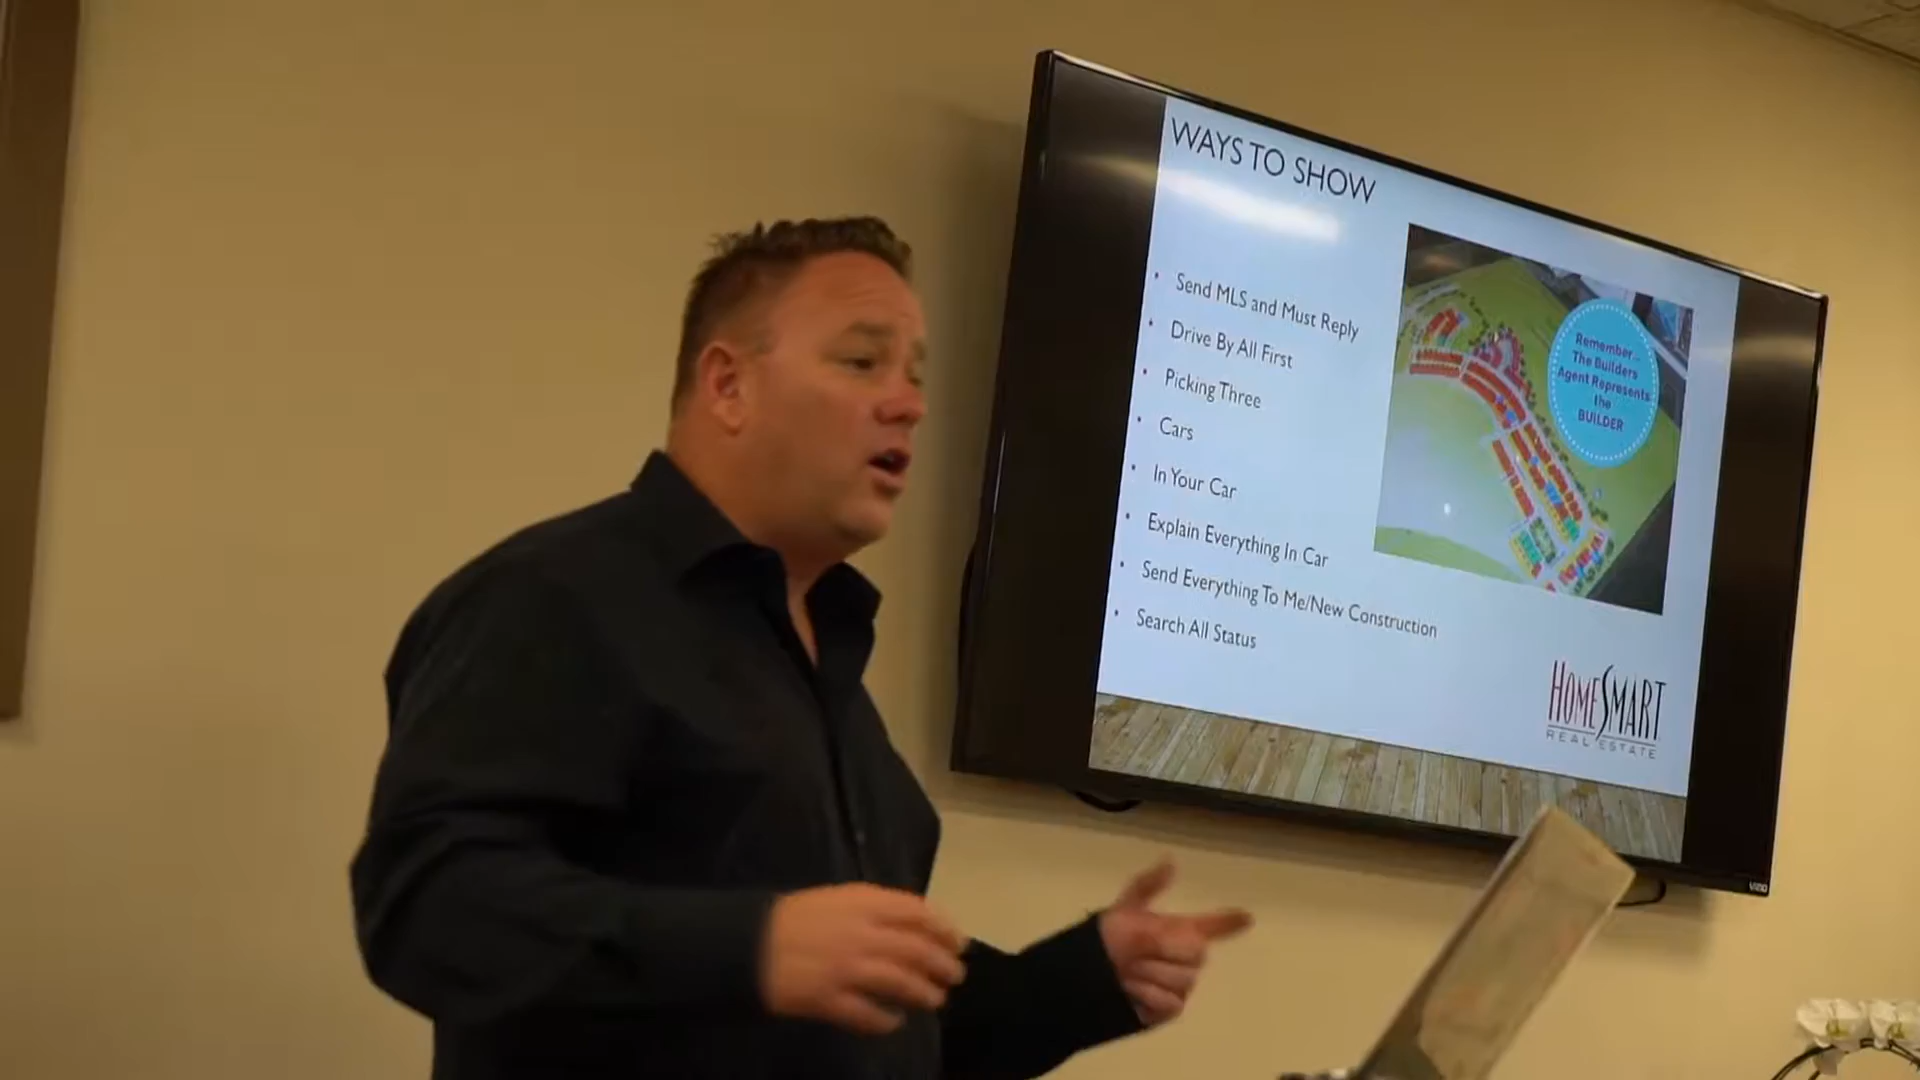 WAYS TO SHOW
• Send MLS and Must Reply
• Drive By All First
• Picking Three
• Cars
• In Your Car
• Explain Everything In Car
• Send Everything To Me/New Construction
• Search All Status
Remember...
The Builders
Agent Represents
the
BUILDER
HOMESMART
REAL ESTATE
VIZIO